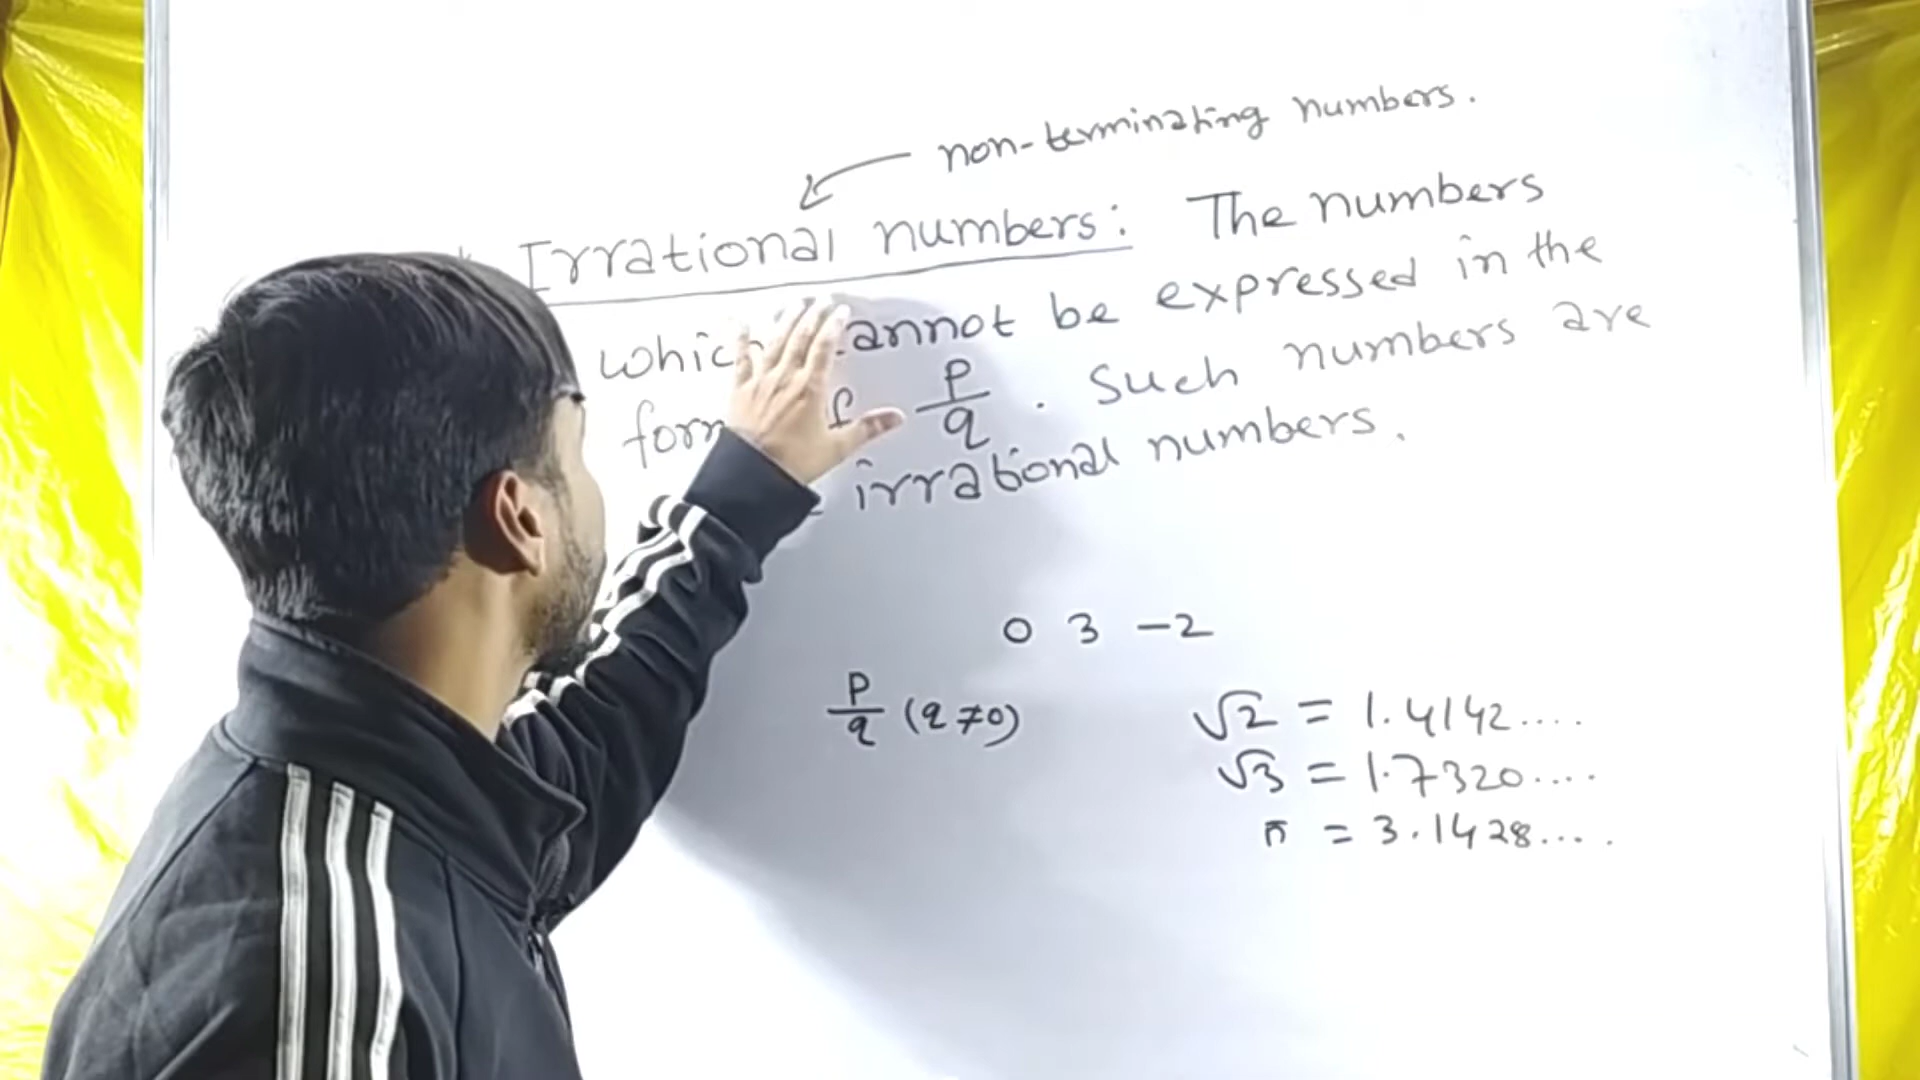 non-terminating numbers.
Irrational numbers: The numbers
which cannot be expressed in the
form of p/q. Such numbers are
irrational numbers.
0 3 -2
p/q (q≠0)
√2 = 1.4142....
√3 = 1.7320....
π = 3.1428....